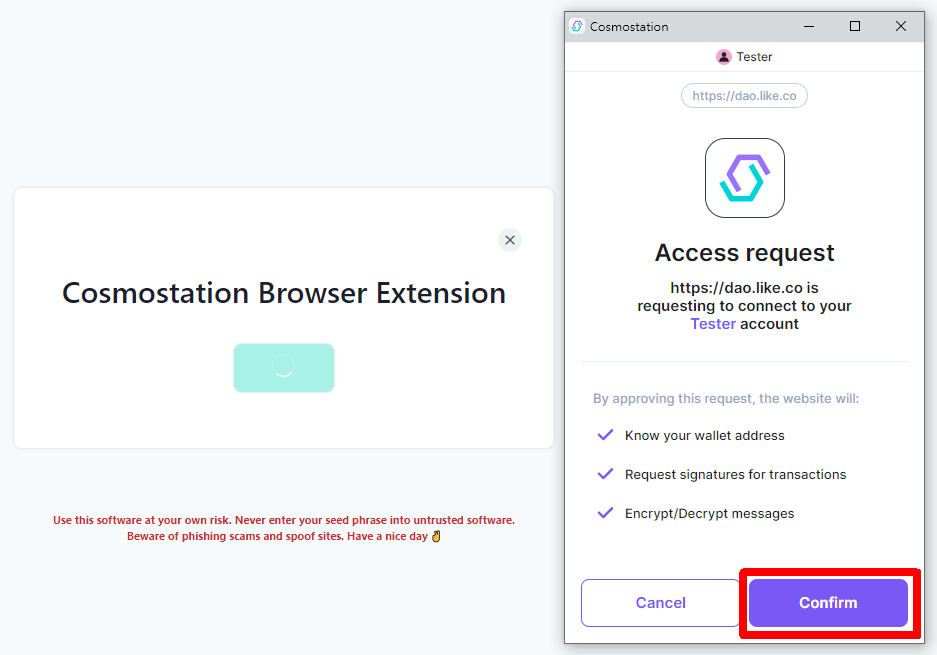 Cosmostation Browser Extension
Use this software at your own risk. Never enter your seed phrase into untrusted software.
Beware of phishing scams and spoof sites. Have a nice day ✌️
Cosmostation
Tester
https://dao.like.co
Access request
https://dao.like.co is
requesting to connect to your
Tester account
By approving this request, the website will:
Know your wallet address
Request signatures for transactions
Encrypt/Decrypt messages
Cancel
Confirm